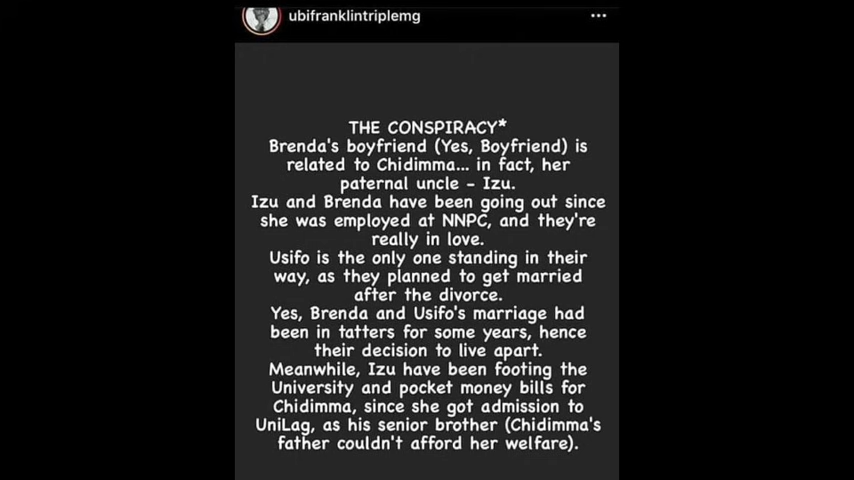 ubifranklintriplemg
THE CONSPIRACY*
Brenda's boyfriend (Yes, Boyfriend) is
related to Chidimma... in fact, her
paternal uncle - Izu.
Izu and Brenda have been going out since
she was employed at NNPC, and they're
really in love.
Usifo is the only one standing in their
way, as they planned to get married
after the divorce.
Yes, Brenda and Usifo's marriage had
been in tatters for some years, hence
their decision to live apart.
Meanwhile, Izu have been footing the
University and pocket money bills for
Chidimma, since she got admission to
UniLag, as his senior brother (Chidimma's
father couldn't afford her welfare).